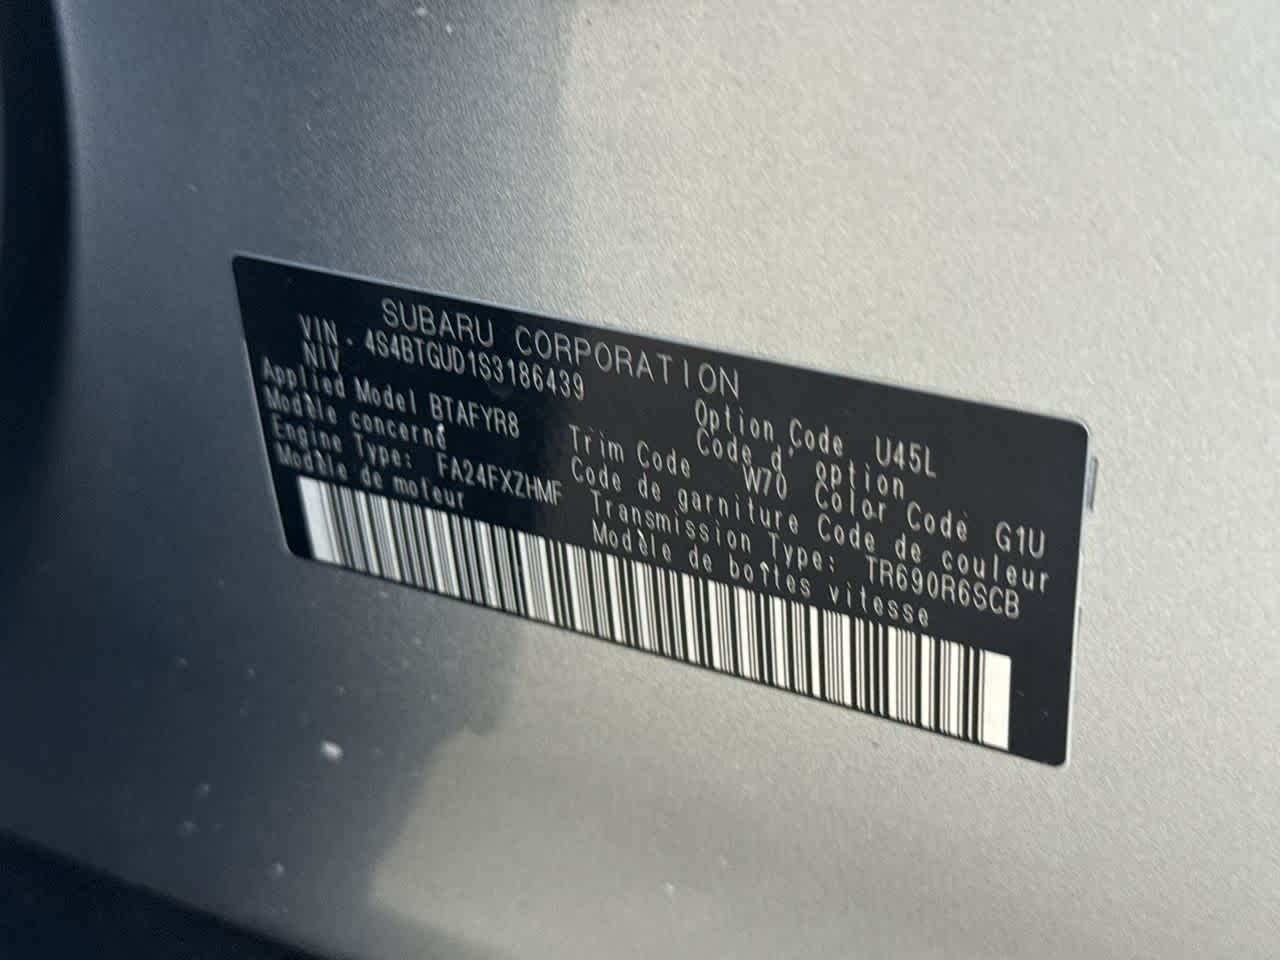 SUBARU CORPORATION
VIN . 4S4BTGUD1S3186439
NIV
Applied Model BTAFYR8
Modèle concerné
Engine Type: FA24FXZHMF
Modèle de moteur
Option Code U45L
Code d'option
Trim Code W70 Color Code G1U
Code de garniture Code de couleur
Transmission Type: TR690R6SCB
Modèle de boîtes vitesse